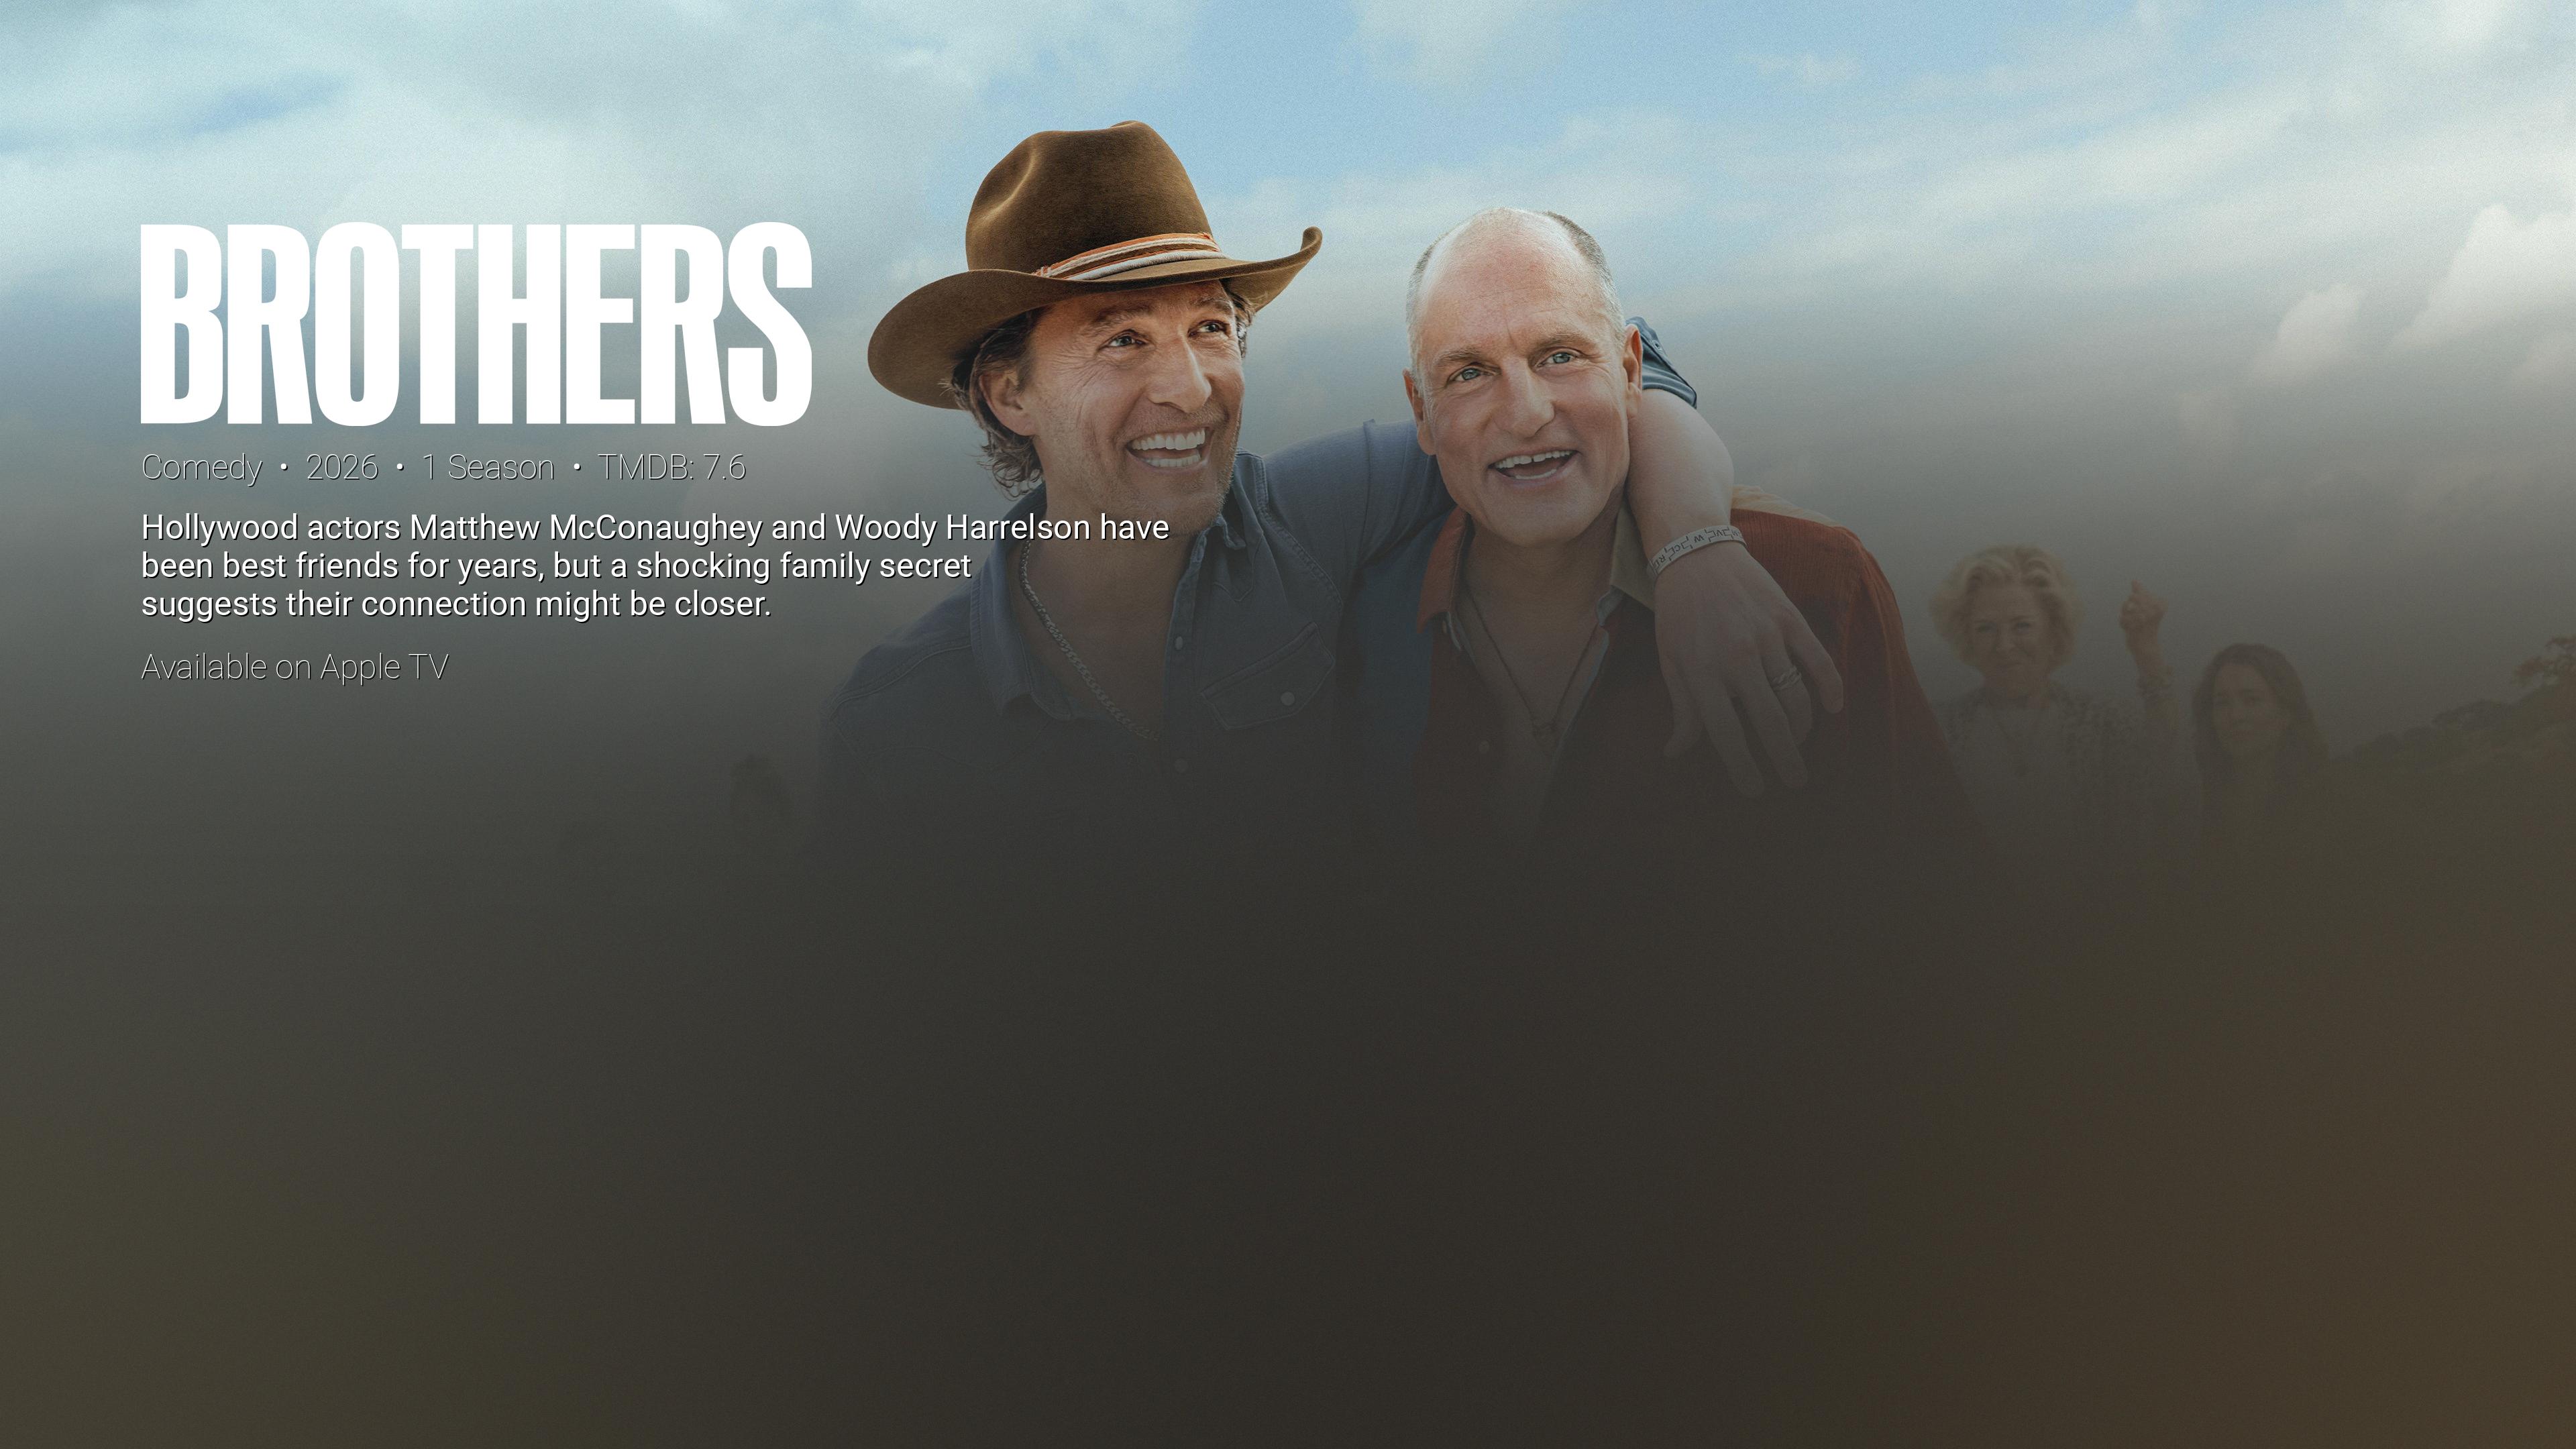 BROTHERS
Comedy • 2026 • 1 Season • TMDB: 7.6
Hollywood actors Matthew McConaughey and Woody Harrelson have
been best friends for years, but a shocking family secret
suggests their connection might be closer.
Available on Apple TV